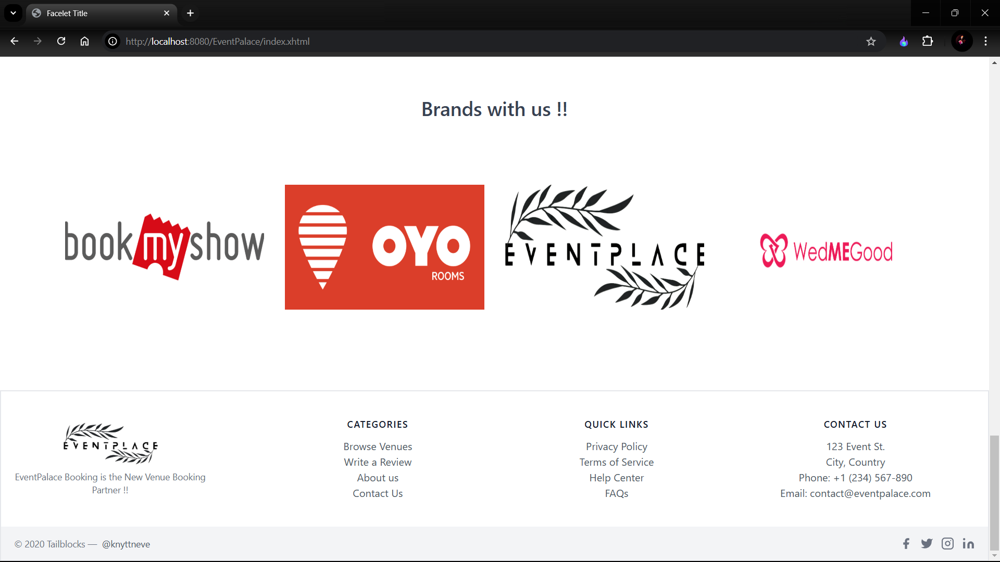 Facelet Title
http://localhost:8080/EventPalace/index.xhtml
Brands with us !!
bookmyshow
OYO
ROOMS
EVENTPLACE
WedMEGood
EVENTPLACE
EventPalace Booking is the New Venue Booking
Partner !!
CATEGORIES
Browse Venues
Write a Review
About us
Contact Us
QUICK LINKS
Privacy Policy
Terms of Service
Help Center
FAQs
CONTACT US
123 Event St.
City, Country
Phone: +1 (234) 567-890
Email: contact@eventpalace.com
© 2020 Tailblocks — @knyttneve